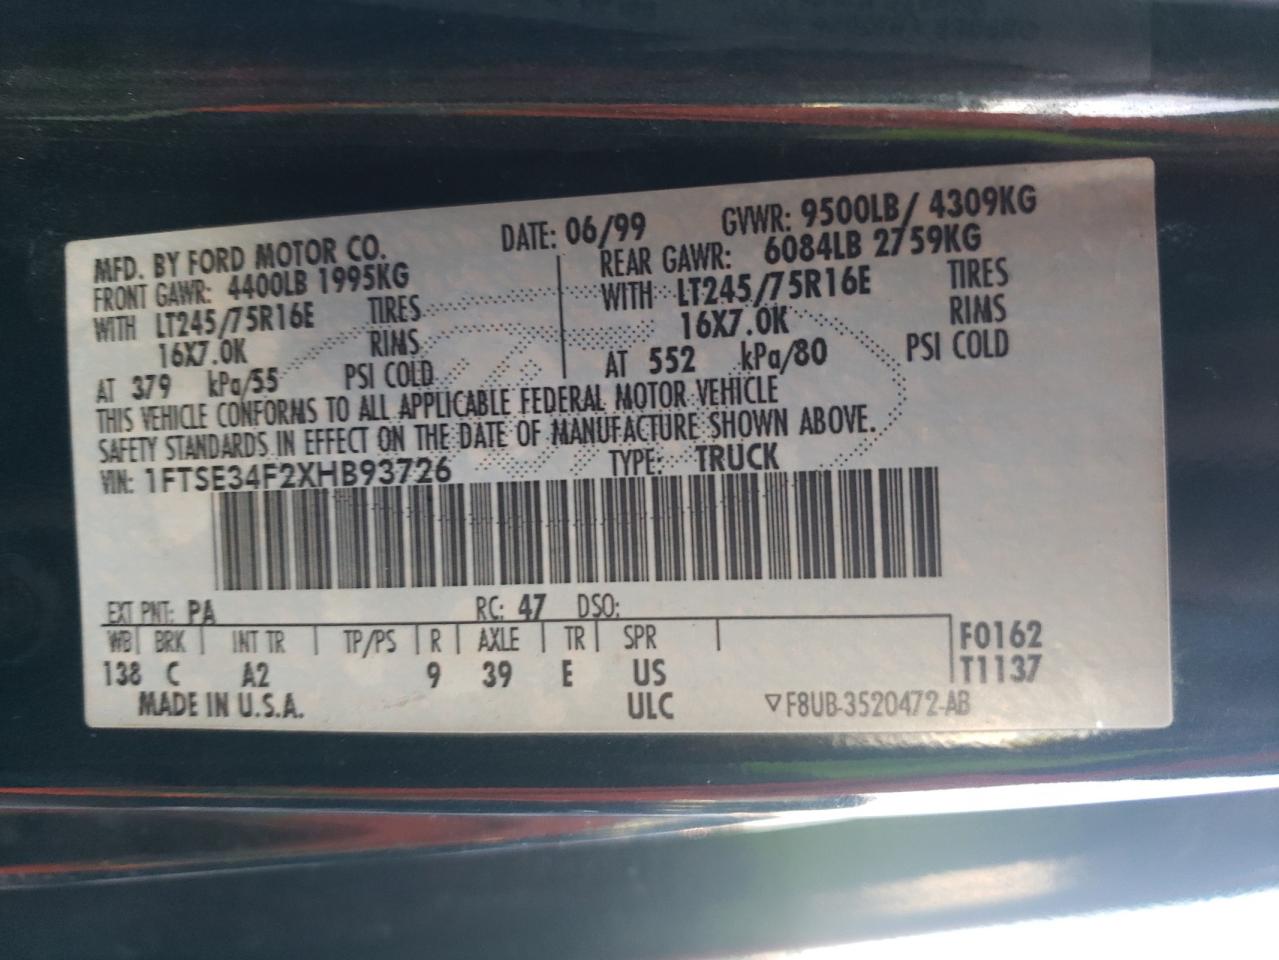 MFD. BY FORD MOTOR CO. DATE: 06/99 GVWR: 9500LB/ 4309KG
FRONT GAWR: 4400LB 1995KG REAR GAWR: 6084LB 2759KG
WITH LT245/75R16E TIRES WITH LT245/75R16E TIRES
16X7.0K RIMS 16X7.0K RIMS
AT 379 kPa/55 PSI COLD AT 552 kPa/80 PSI COLD
THIS VEHICLE CONFORMS TO ALL APPLICABLE FEDERAL MOTOR VEHICLE
SAFETY STANDARDS IN EFFECT ON THE DATE OF MANUFACTURE SHOWN ABOVE.
VIN: 1FTSE34F2XHB93726 TYPE: TRUCK
EXT PNT: PA RC: 47 DSO:
WB BRK INT TR TP/PS R AXLE TR SPR F0162
138 C A2 9 39 E US T1137
MADE IN U.S.A. ULC ▽F8UB-3520472-AB